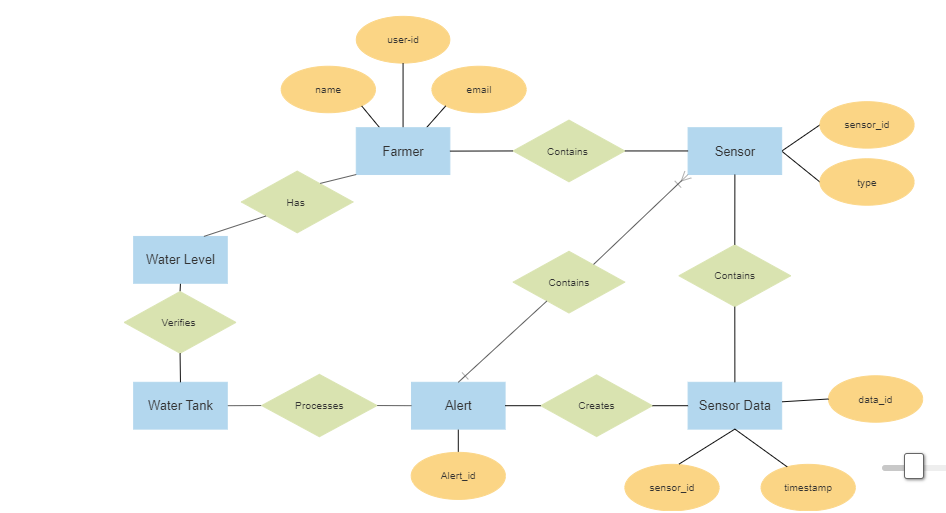 user-id
name
email
Farmer
Contains
Sensor
sensor_id
type
Has
Water Level
Contains
Contains
Verifies
Water Tank
Processes
Alert
Creates
Sensor Data
data_id
Alert_id
sensor_id
timestamp